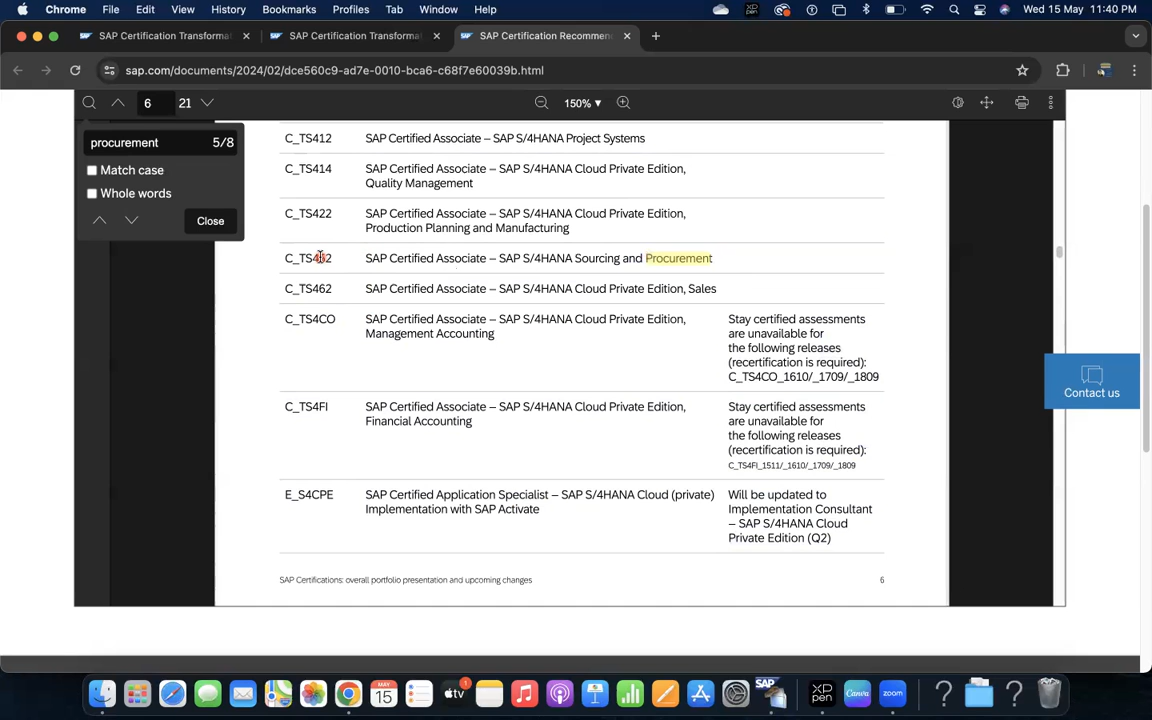 Chrome File Edit View History Bookmarks Profiles Tab Window Help Wed 15 May 11:40 PM
SAP Certification Transformat SAP Certification Transformat SAP Certification Recommen
sap.com/documents/2024/02/dce560c9-ad7e-0010-bca6-c68f7e60039b.html
6 21 150%
procurement 5/8
Match case
Whole words
Close
C_TS412 SAP Certified Associate – SAP S/4HANA Project Systems
C_TS414 SAP Certified Associate – SAP S/4HANA Cloud Private Edition,
Quality Management
C_TS422 SAP Certified Associate – SAP S/4HANA Cloud Private Edition,
Production Planning and Manufacturing
SAP Certified Associate – SAP S/4HANA Sourcing and Procurement
C_TS462 SAP Certified Associate – SAP S/4HANA Cloud Private Edition, Sales
C_TS4CO SAP Certified Associate – SAP S/4HANA Cloud Private Edition,
Management Accounting
Stay certified assessments
are unavailable for
the following releases
(recertification is required):
C_TS4CO_1610/_1709/_1809
C_TS4FI SAP Certified Associate – SAP S/4HANA Cloud Private Edition,
Financial Accounting
Stay certified assessments
are unavailable for
the following releases
(recertification is required):
C_TS4FI_1511/_1610/_1709/_1809
E_S4CPE SAP Certified Application Specialist – SAP S/4HANA Cloud (private)
Implementation with SAP Activate
Will be updated to
Implementation Consultant
– SAP S/4HANA Cloud
Private Edition (Q2)
SAP Certifications: overall portfolio presentation and upcoming changes 6
Contact us
MAY
15
tv
1
SAP
XP
PEN
Canva
zoom